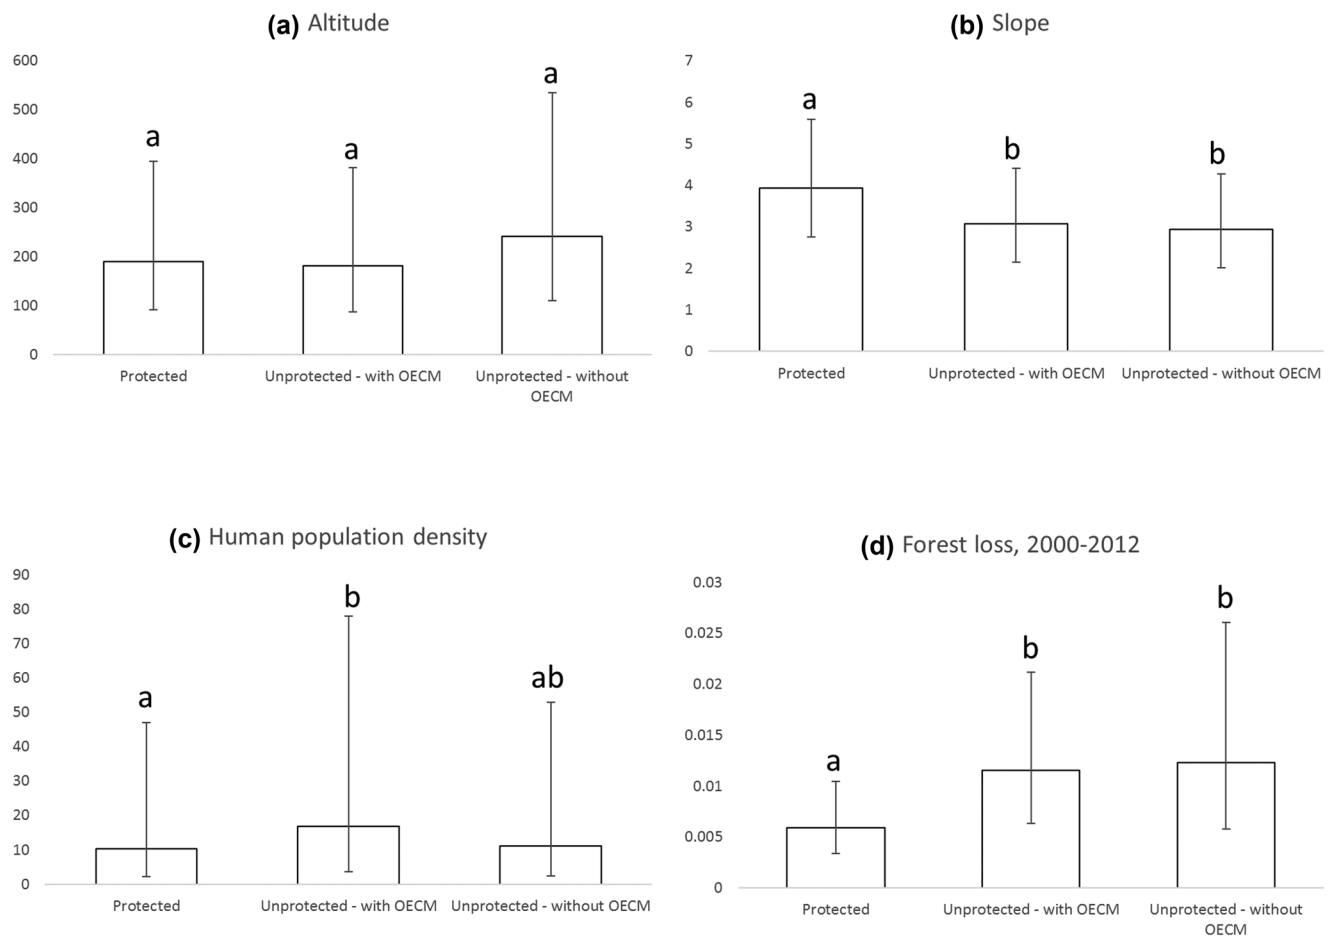 (a) Altitude
600
500
400
300
200
100
0
a
a
a
Protected
Unprotected - with OECM
Unprotected - without
OECM
(b) Slope
7
6
5
4
3
2
1
0
a
b
b
Protected
Unprotected - with OECM
Unprotected - without OECM
(c) Human population density
90
80
70
60
50
40
30
20
10
0
a
b
ab
Protected
Unprotected - with OECM
Unprotected - without OECM
(d) Forest loss, 2000-2012
0.03
0.025
0.02
0.015
0.01
0.005
0
a
b
b
Protected
Unprotected - with OECM
Unprotected - without
OECM